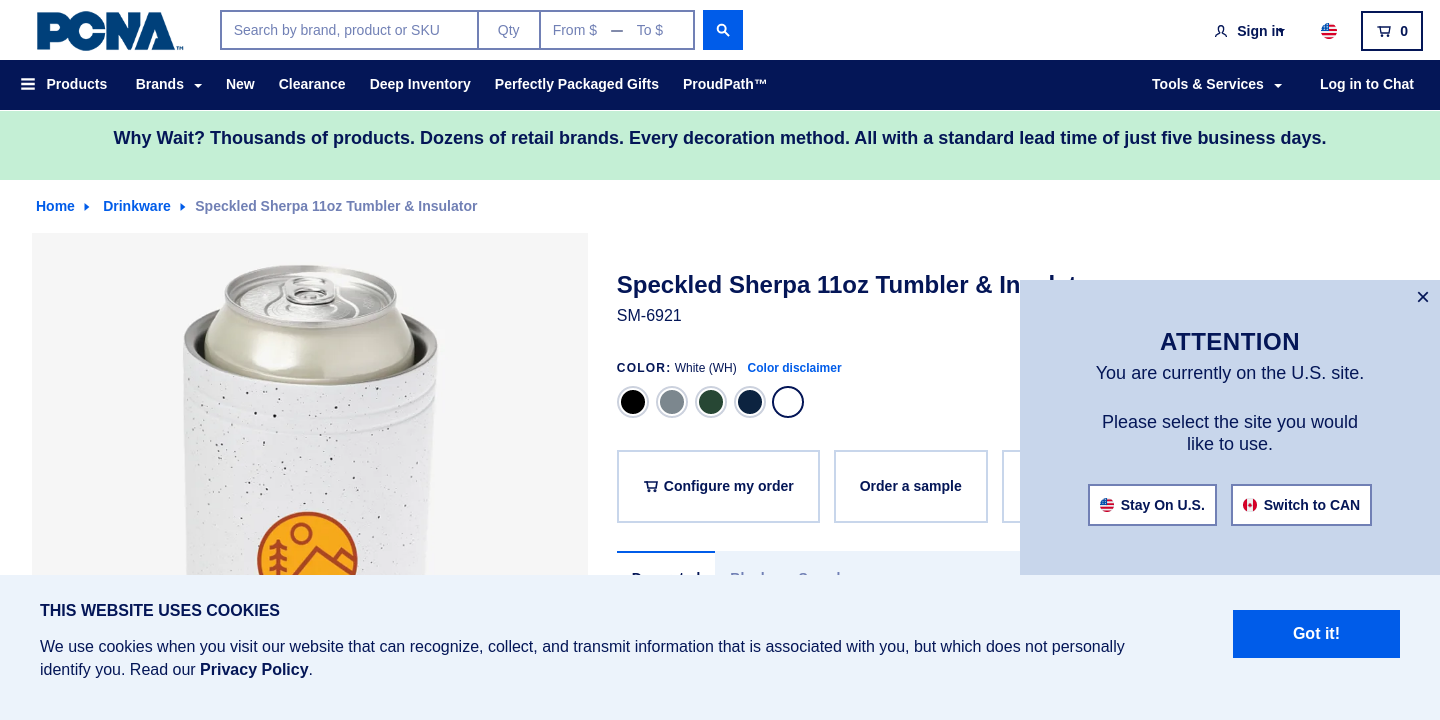 PCNA™
Search by brand, product or SKU Qty From $ — To $
Sign in
0
Products Brands New Clearance Deep Inventory Perfectly Packaged Gifts ProudPath™ Tools & Services Log in to Chat
Why Wait? Thousands of products. Dozens of retail brands. Every decoration method. All with a standard lead time of just five business days.
Home Drinkware Speckled Sherpa 11oz Tumbler & Insulator
Speckled Sherpa 11oz Tumbler &
SM-6921
COLOR: White (WH) Color disclaimer
Configure my order Order a sample
×
ATTENTION
You are currently on the U.S. site.
Please select the site you would
like to use.
Stay On U.S. Switch to CAN
THIS WEBSITE USES COOKIES
We use cookies when you visit our website that can recognize, collect, and transmit information that is associated with you, but which does not personally
identify you. Read our Privacy Policy.
Got it!